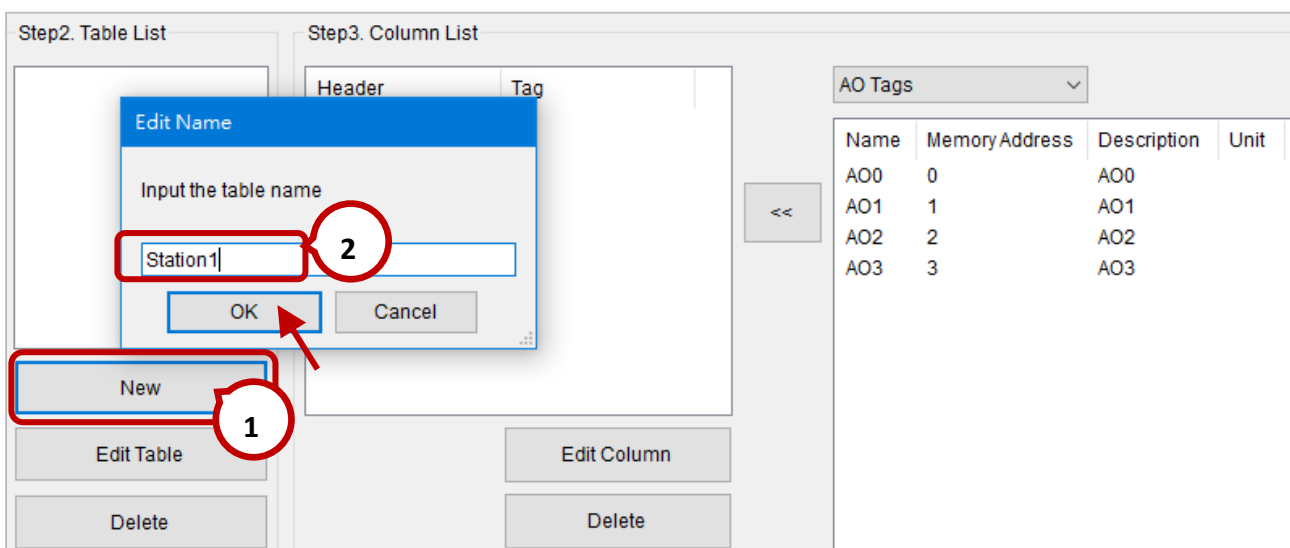 Step2. Table List
Step3. Column List
Header Tag
AO Tags
Edit Name
Input the table name
Station1
2
OK Cancel
New
1
Edit Table
Delete
Edit Column
Delete
<<
Name Memory Address Description Unit
AO0 0 AO0
AO1 1 AO1
AO2 2 AO2
AO3 3 AO3